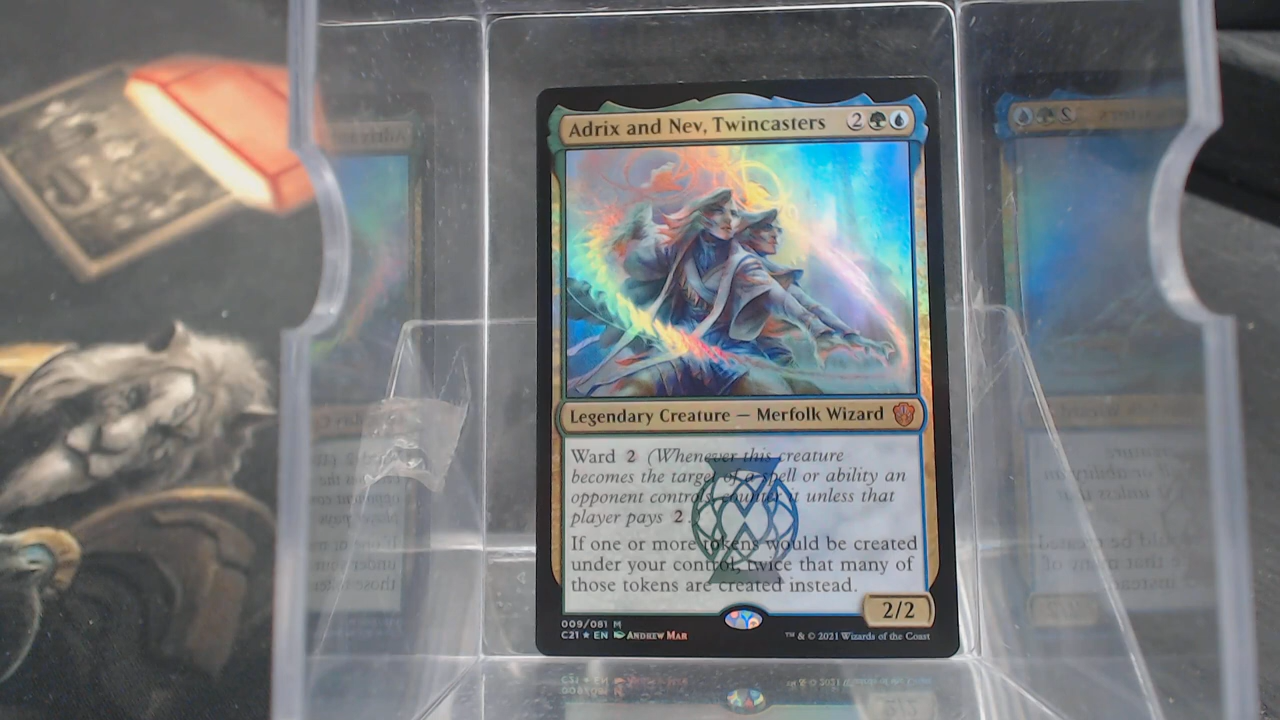 Adrix and Nev, Twincasters 2
Legendary Creature — Merfolk Wizard
Ward 2 (Whenever this creature
becomes the target of a spell or ability an
opponent controls, counter it unless that
player pays 2.)
If one or more tokens would be created
under your control, twice that many of
those tokens are created instead.
2/2
009/081 M
C21 ★ EN Andrew Mar
™ & © 2021 Wizards of the Coast